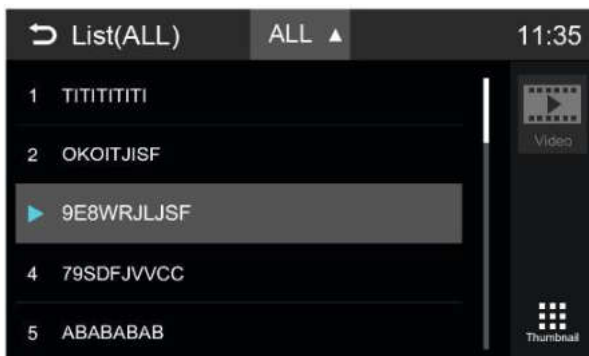 List(ALL)
ALL ▲
11:35
1 TITITITITI
2 OKOITJISF
9E8WRJLJSF
4 79SDFJVVCC
5 ABABABAB
Video
Thumbnail